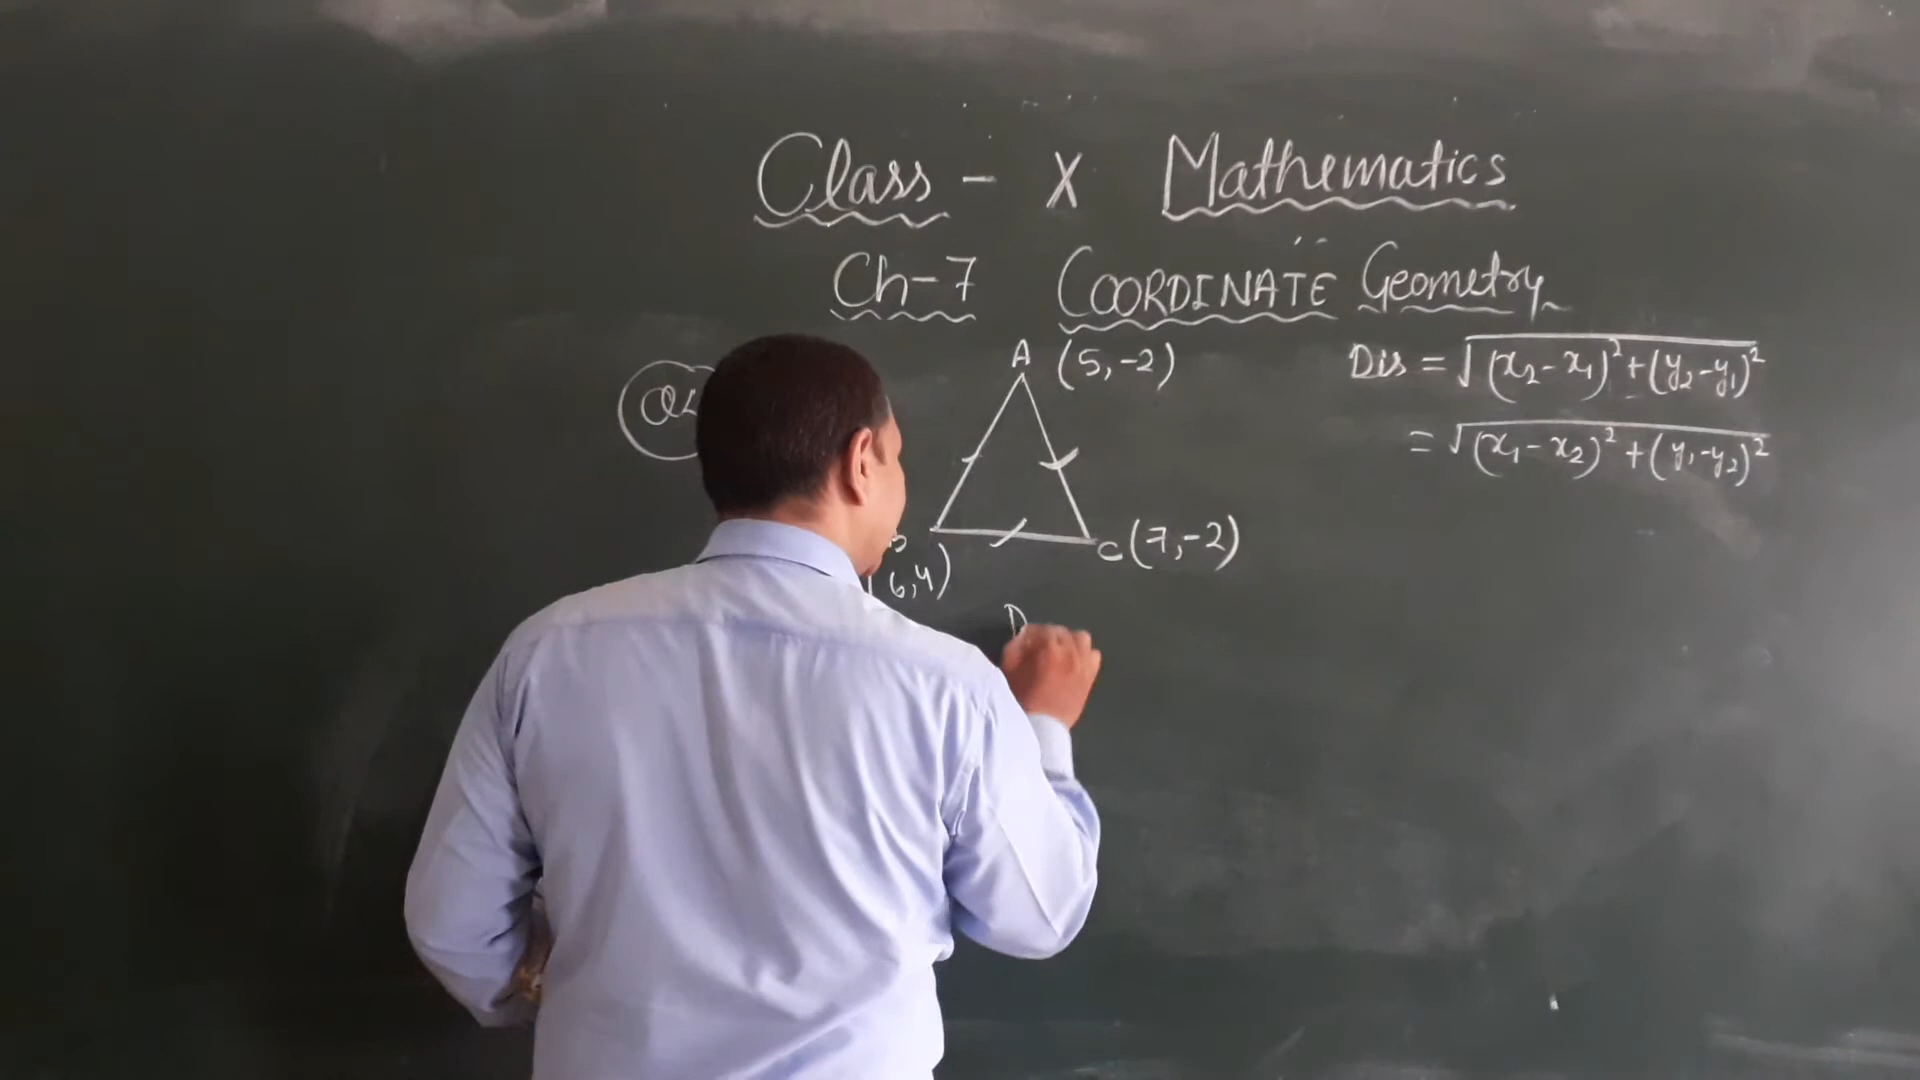 Class - X Mathematics
Ch-7 COORDINATE Geometry
A (5,-2)
Dis = √(x₂-x₁)²+(y₂-y₁)²
= √(x₁-x₂)²+(y₁-y₂)²
C(7,-2)
(6,4)
D